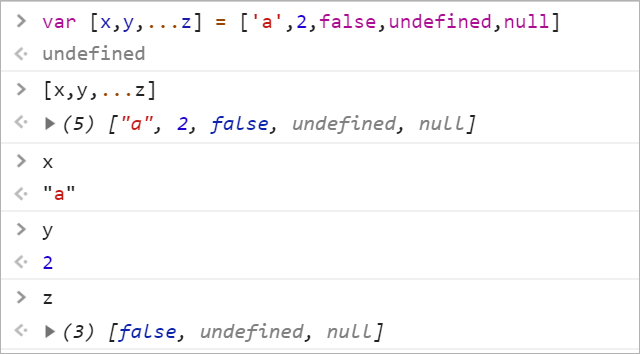 > var [x,y,...z] = ['a',2,false,undefined,null]
<· undefined
> [x,y,...z]
<· ▶(5) ["a", 2, false, undefined, null]
> x
<· "a"
> y
<· 2
> z
<· ▶(3) [false, undefined, null]